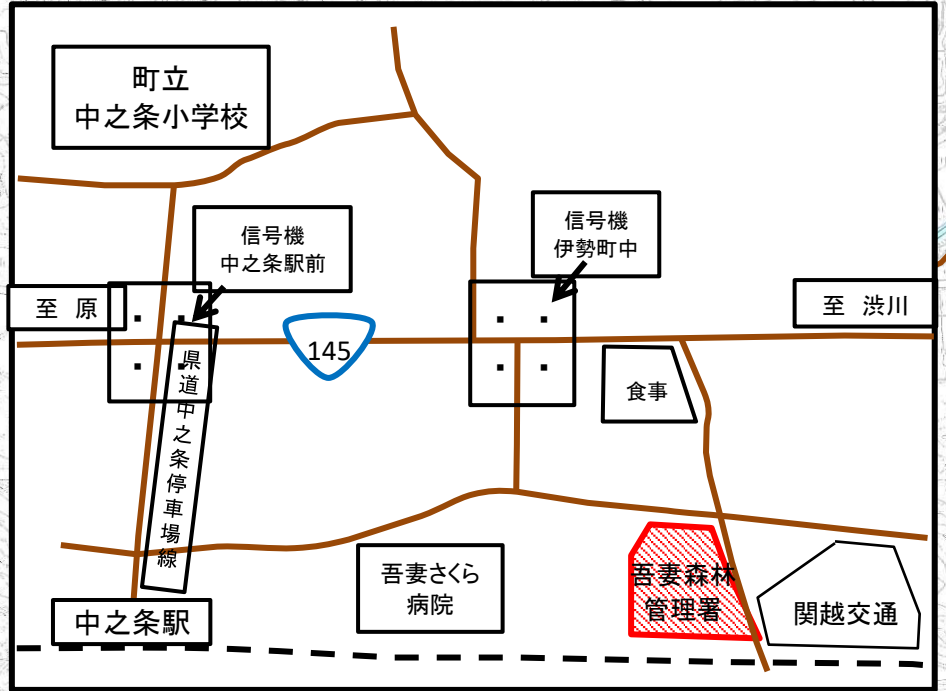 町立
中之条小学校
信号機
中之条駅前
信号機
伊勢町中
至 原
至 渋川
145
県道中之条停車場線
食事
吾妻さくら
病院
吾妻森林
管理署
関越交通
中之条駅